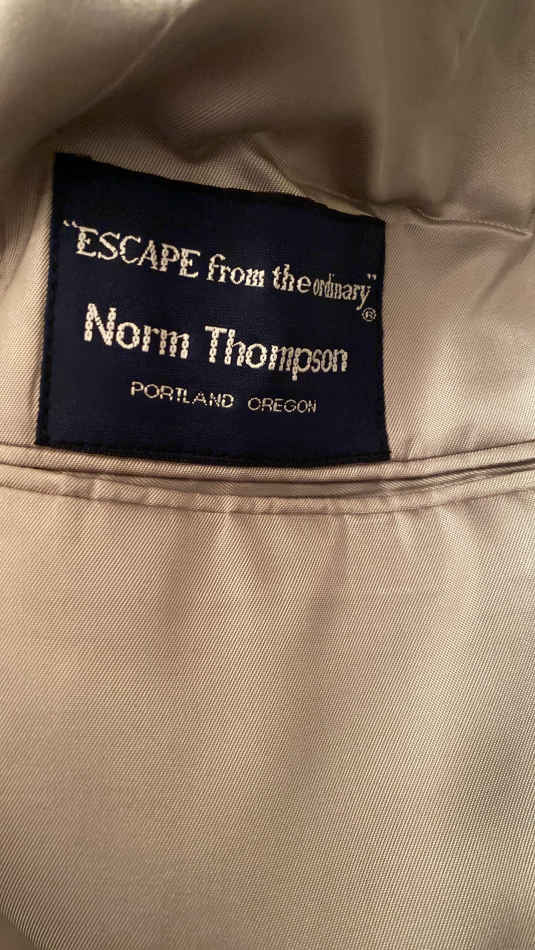 “ESCAPE from the ordinary”
®
Norm Thompson
PORTLAND OREGON